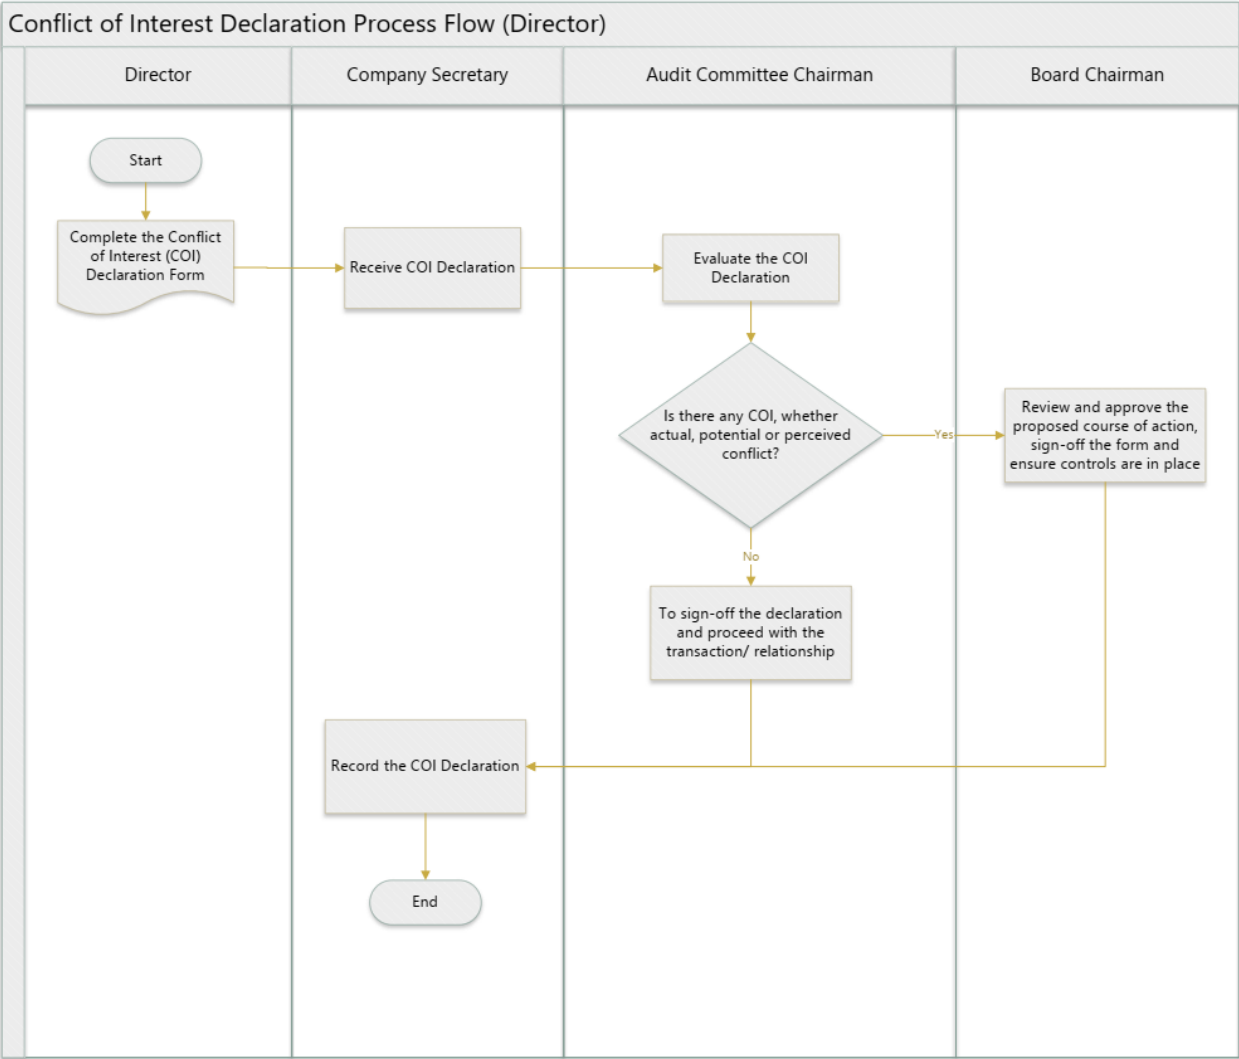 Conflict of Interest Declaration Process Flow (Director)
Director
Company Secretary
Audit Committee Chairman
Board Chairman
Start
Complete the Conflict
of Interest (COI)
Declaration Form
Receive COI Declaration
Evaluate the COI
Declaration
Is there any COI, whether
actual, potential or perceived
conflict?
Yes
Review and approve the
proposed course of action,
sign-off the form and
ensure controls are in place
No
To sign-off the declaration
and proceed with the
transaction/ relationship
Record the COI Declaration
End